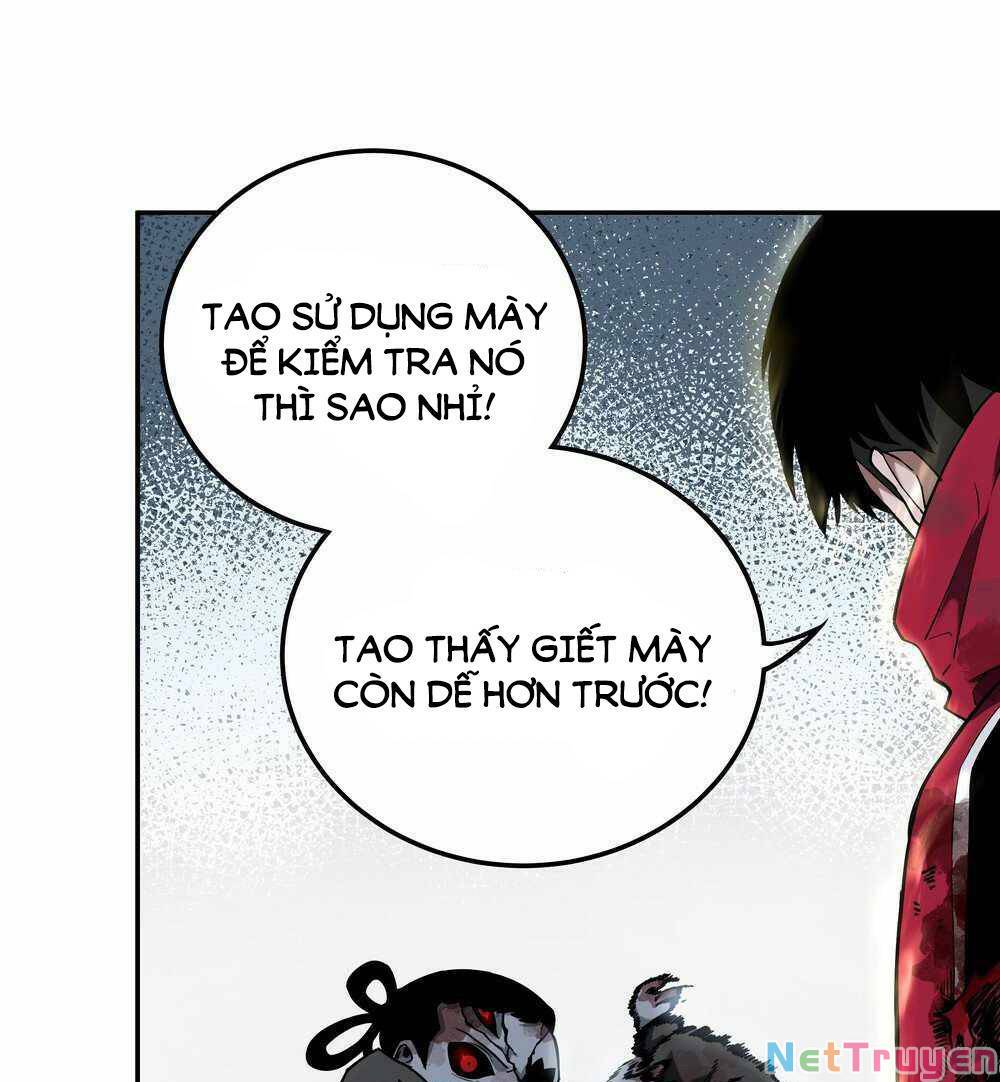 TAO SỬ DỤNG MÀY
ĐỂ KIỂM TRA NÓ
THÌ SAO NHỈ!
TAO THẤY GIẾT MÀY
CÒN DỄ HƠN TRƯỚC!
NetTruyen